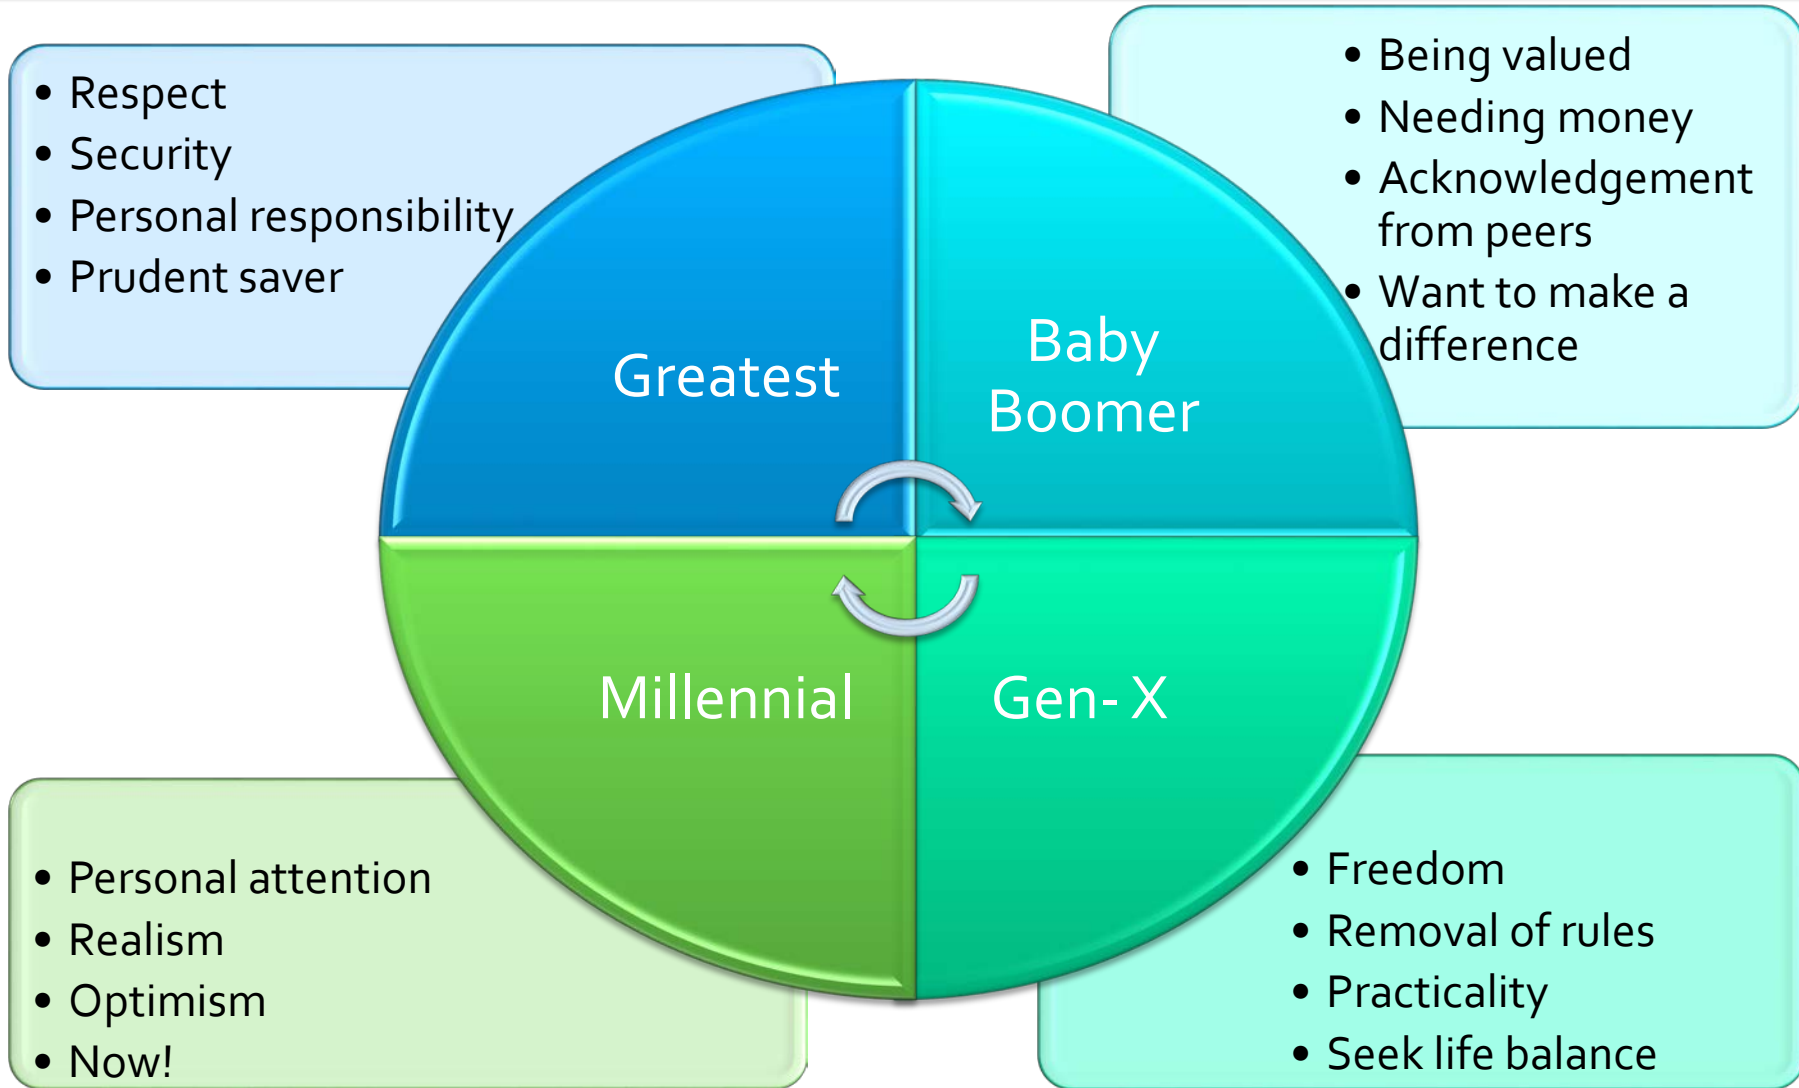 • Respect
• Security
• Personal responsibility
• Prudent saver
• Being valued
• Needing money
• Acknowledgement
from peers
• Want to make a
difference
Greatest
Baby
Boomer
Millennial
Gen- X
• Personal attention
• Realism
• Optimism
• Now!
• Freedom
• Removal of rules
• Practicality
• Seek life balance